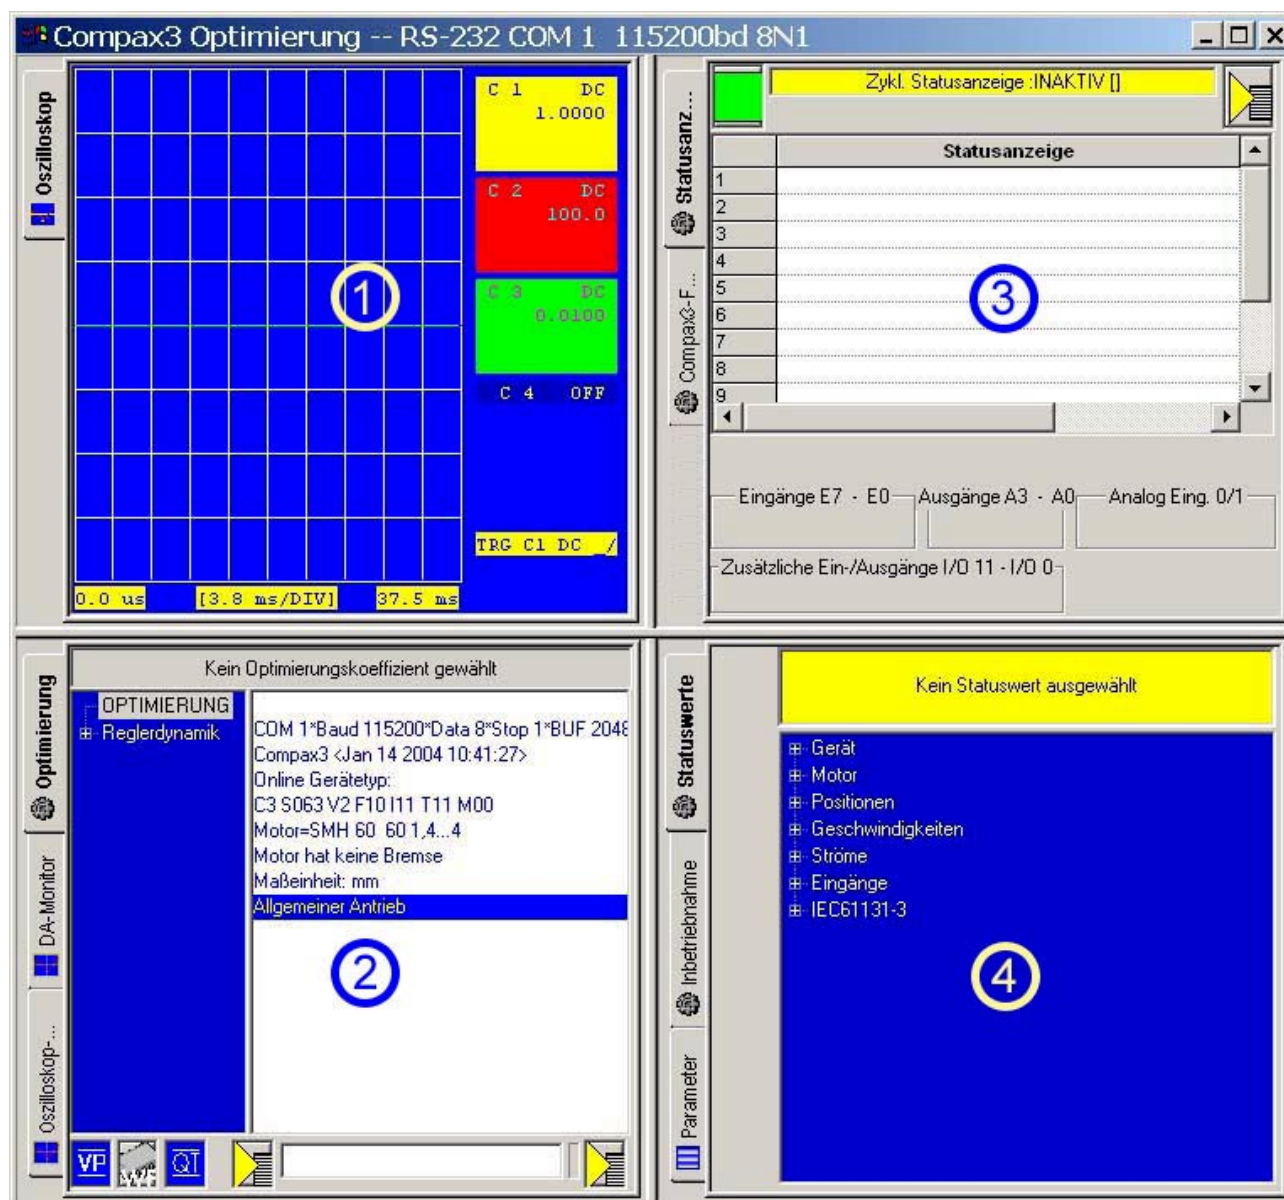 Compax3 Optimierung -- RS-232 COM 1 115200bd 8N1
Oszilloskop
C 1 DC
1.0000
C 2 DC
100.0
C 3 DC
0.0100
C 4 OFF
TRG C1 DC _/
0.0 us [3.8 ms/DIV] 37.5 ms
1
Statusanz...
Compax3-F...
Zykl. Statusanzeige :INAKTIV []
Statusanzeige
1
2
3
4
5
6
7
8
9
3
Eingänge E7 - E0
Ausgänge A3 - A0
Analog Eing. 0/1
Zusätzliche Ein-/Ausgänge I/O 11 - I/O 0
Optimierung
DA-Monitor
Oszilloskop-...
Kein Optimierungskoeffizient gewählt
OPTIMIERUNG
Reglerdynamik
COM 1*Baud 115200*Data 8*Stop 1*BUF 2048
Compax3 <Jan 14 2004 10:41:27>
Online Gerätetyp:
C3 S063 V2 F10 I11 T11 M00
Motor=SMH 60 60 1,4...4
Motor hat keine Bremse
Maßeinheit: mm
Allgemeiner Antrieb
2
VP
QT
Statuswerte
Inbetriebnahme
Parameter
Kein Statuswert ausgewählt
Gerät
Motor
Positionen
Geschwindigkeiten
Ströme
Eingänge
IEC61131-3
4